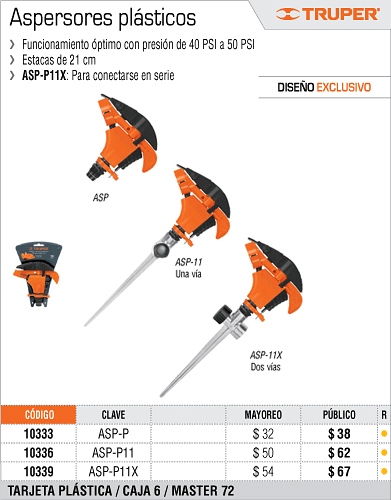 Aspersores plásticos
TRUPER®
Funcionamiento óptimo con presión de 40 PSI a 50 PSI
Estacas de 21 cm
ASP-P11X: Para conectarse en serie
DISEÑO EXCLUSIVO
ASP
ASP-11
Una vía
TRUPER
ASP-11X
Dos vías
CÓDIGO CLAVE MAYOREO PÚBLICO R
10333 ASP-P $ 32 $ 38
10336 ASP-P11 $ 50 $ 62
10339 ASP-P11X $ 54 $ 67
TARJETA PLÁSTICA / CAJA 6 / MASTER 72